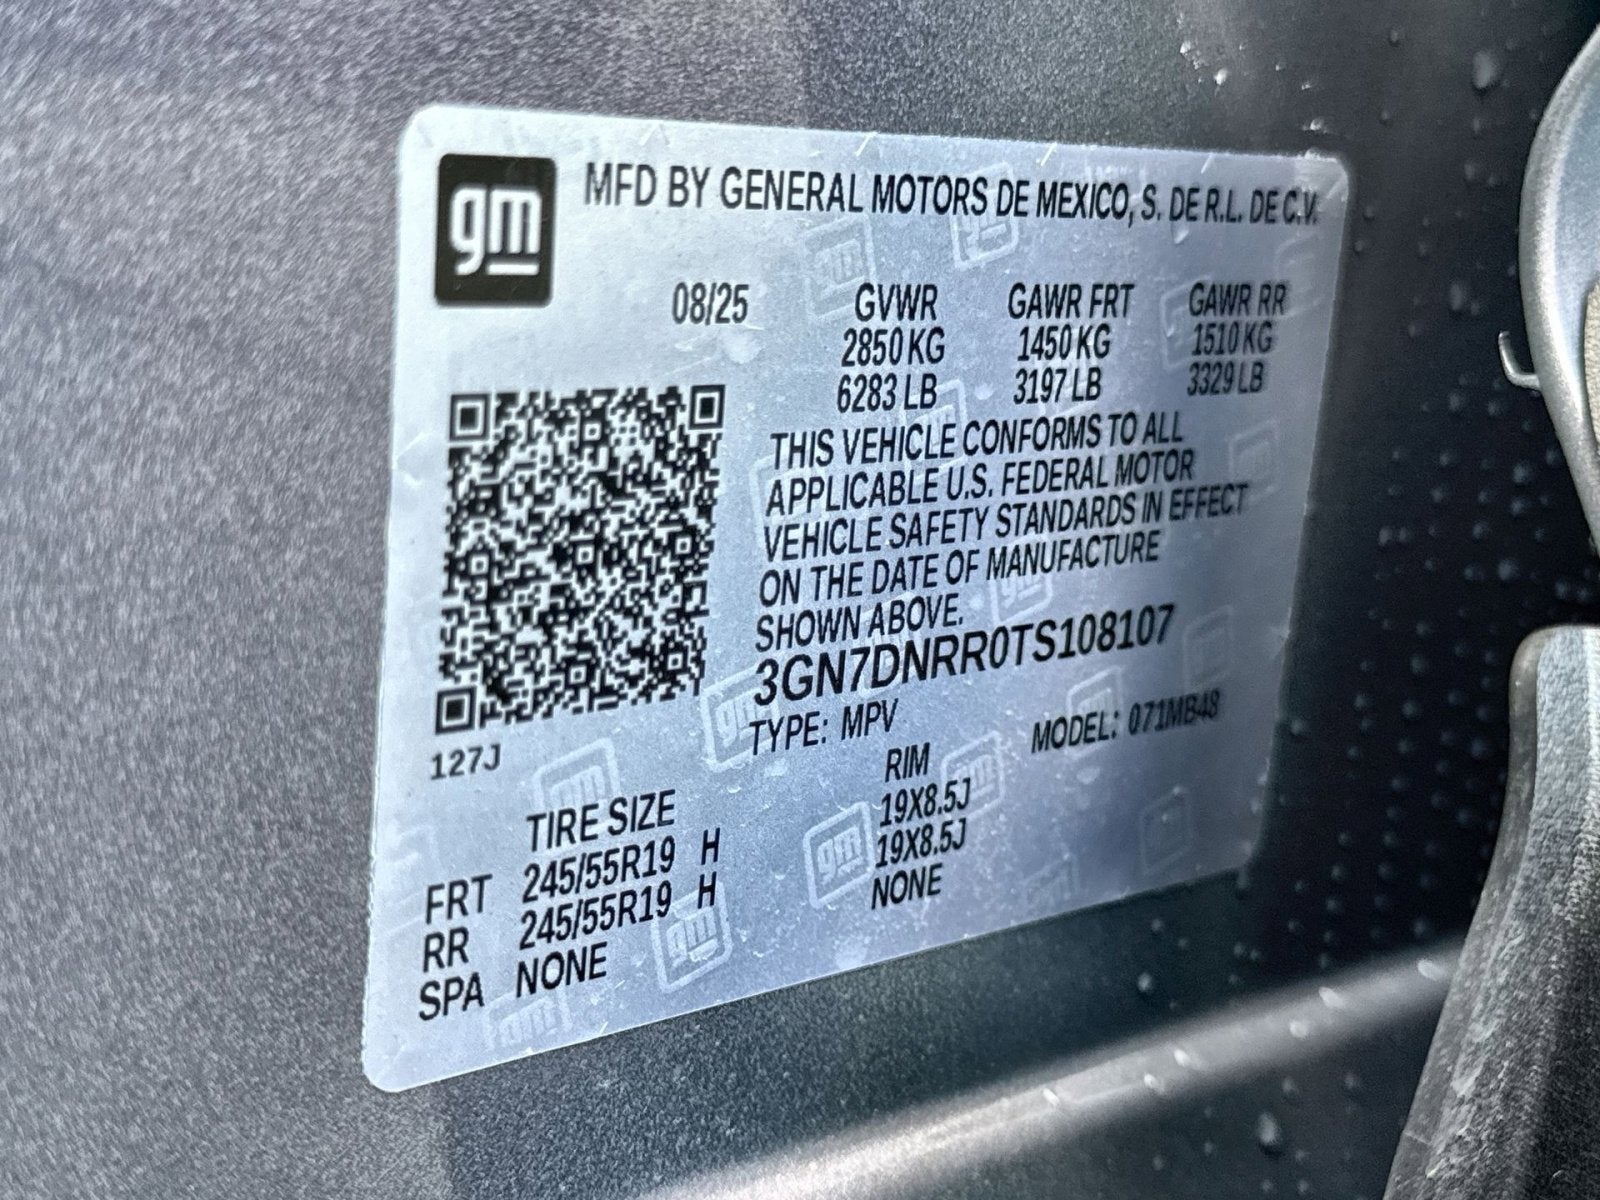 gm
MFD BY GENERAL MOTORS DE MEXICO, S. DE R.L. DE C.V.
08/25 GVWR GAWR FRT GAWR RR
2850 KG 1450 KG 1510 KG
6283 LB 3197 LB 3329 LB
THIS VEHICLE CONFORMS TO ALL
APPLICABLE U.S. FEDERAL MOTOR
VEHICLE SAFETY STANDARDS IN EFFECT
ON THE DATE OF MANUFACTURE
SHOWN ABOVE.
3GN7DNRR0TS108107
TYPE: MPV MODEL: 071MB48
127J
TIRE SIZE RIM
FRT 245/55R19 H 19X8.5J
RR 245/55R19 H 19X8.5J
SPA NONE NONE